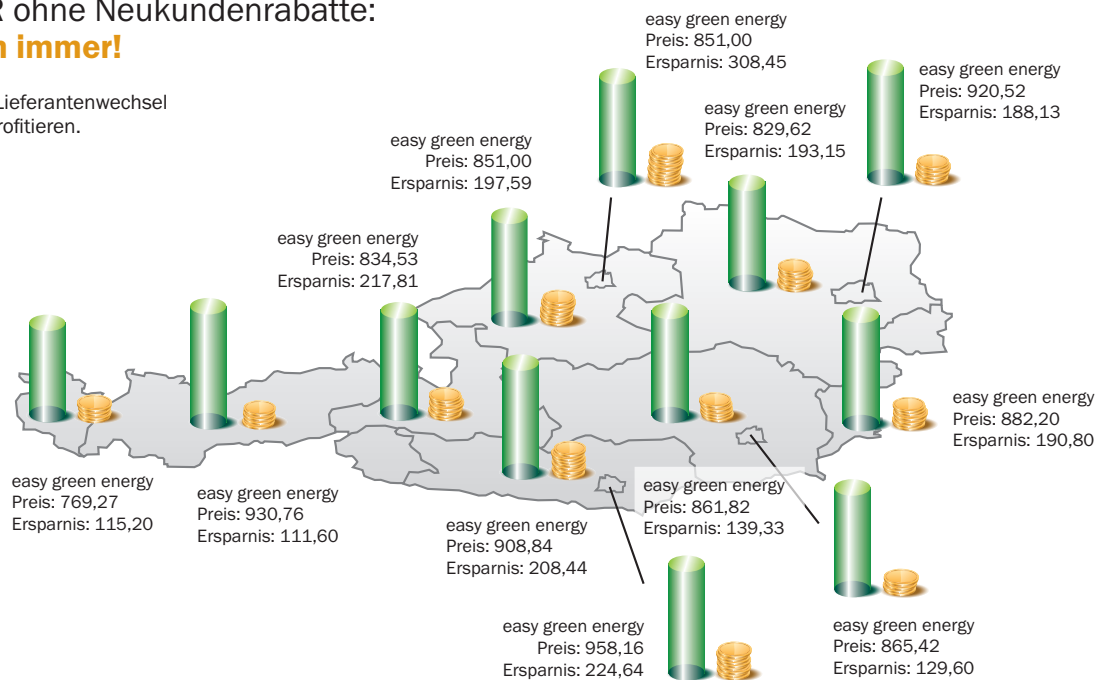 R ohne Neukundenrabatte:
n immer!
Lieferantenwechsel
rofitieren.
easy green energy
Preis: 851,00
Ersparnis: 308,45
easy green energy
Preis: 920,52
Ersparnis: 188,13
easy green energy
Preis: 829,62
Ersparnis: 193,15
easy green energy
Preis: 851,00
Ersparnis: 197,59
easy green energy
Preis: 834,53
Ersparnis: 217,81
easy green energy
Preis: 882,20
Ersparnis: 190,80
easy green energy
Preis: 769,27
Ersparnis: 115,20
easy green energy
Preis: 930,76
Ersparnis: 111,60
easy green energy
Preis: 861,82
Ersparnis: 139,33
easy green energy
Preis: 908,84
Ersparnis: 208,44
easy green energy
Preis: 958,16
Ersparnis: 224,64
easy green energy
Preis: 865,42
Ersparnis: 129,60